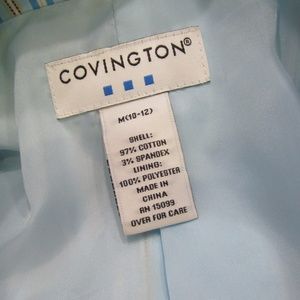 COVINGTON®
M(10-12)
SHELL:
97% COTTON
3% SPANDEX
LINING:
100% POLYESTER
MADE IN
CHINA
RN 15099
OVER FOR CARE